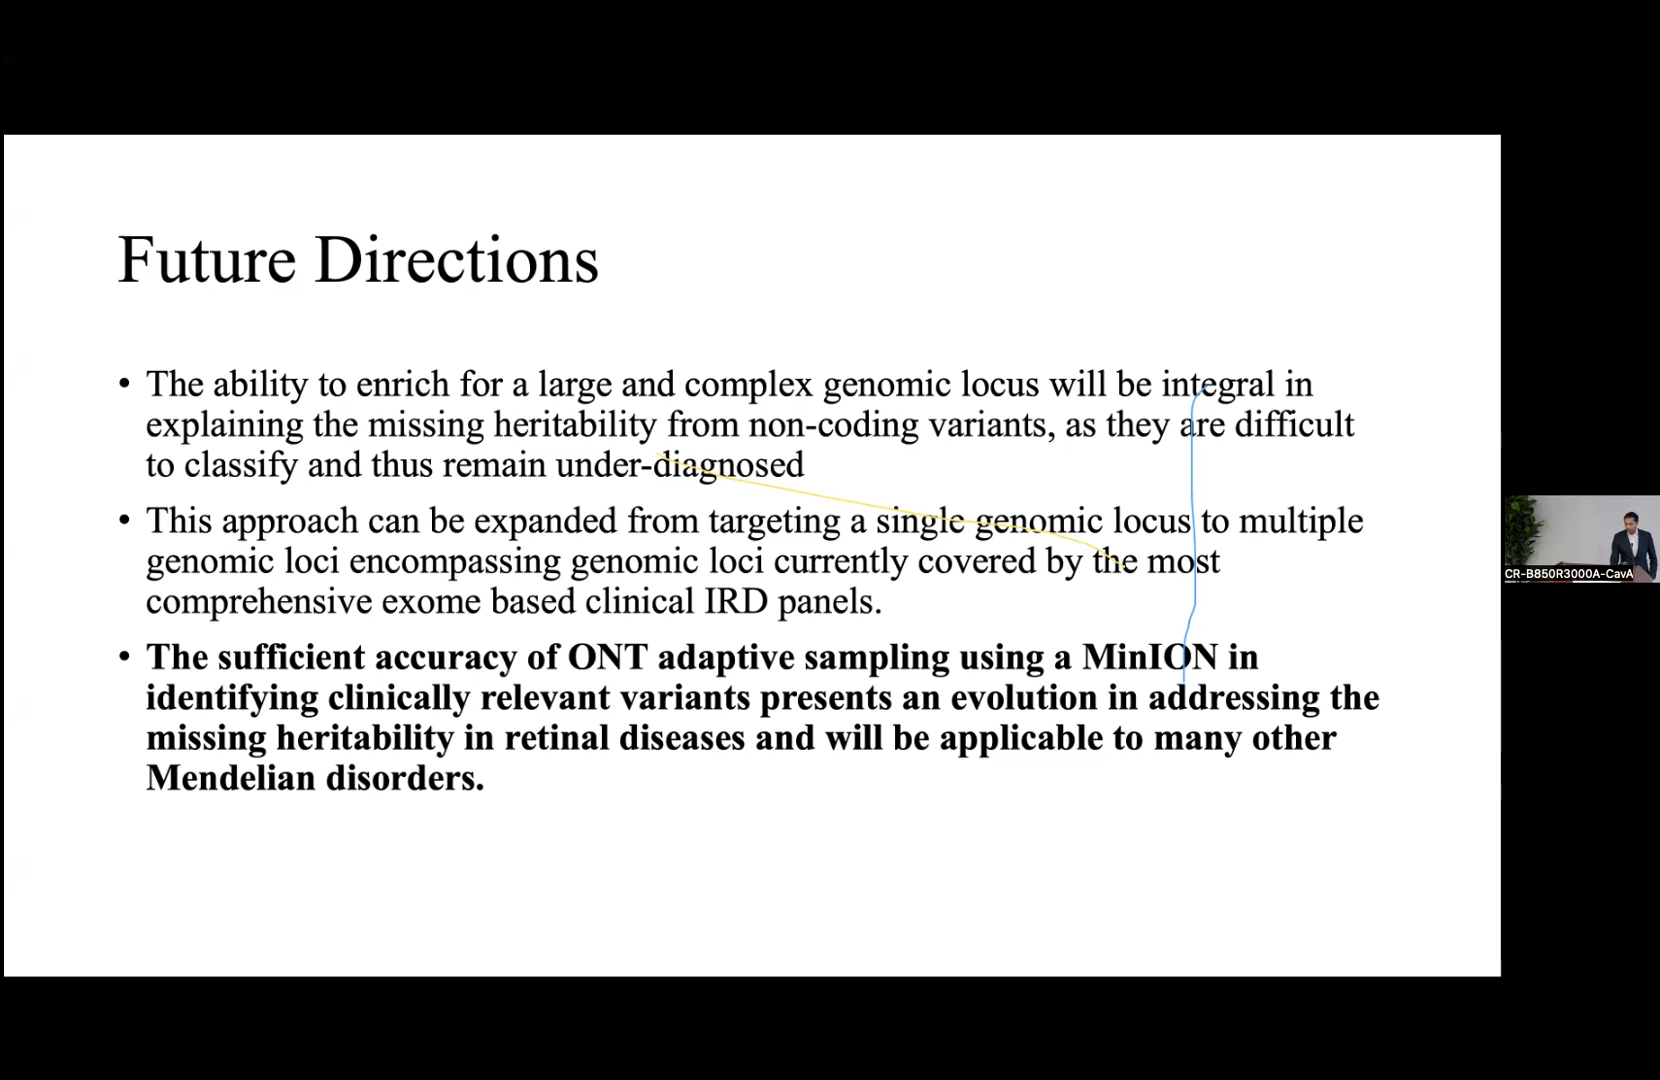 Future Directions
• The ability to enrich for a large and complex genomic locus will be integral in
explaining the missing heritability from non-coding variants, as they are difficult
to classify and thus remain under-diagnosed
• This approach can be expanded from targeting a single genomic locus to multiple
genomic loci encompassing genomic loci currently covered by the most
comprehensive exome based clinical IRD panels.
• The sufficient accuracy of ONT adaptive sampling using a MinION in
identifying clinically relevant variants presents an evolution in addressing the
missing heritability in retinal diseases and will be applicable to many other
Mendelian disorders.
CR-B850R3000A-CavA